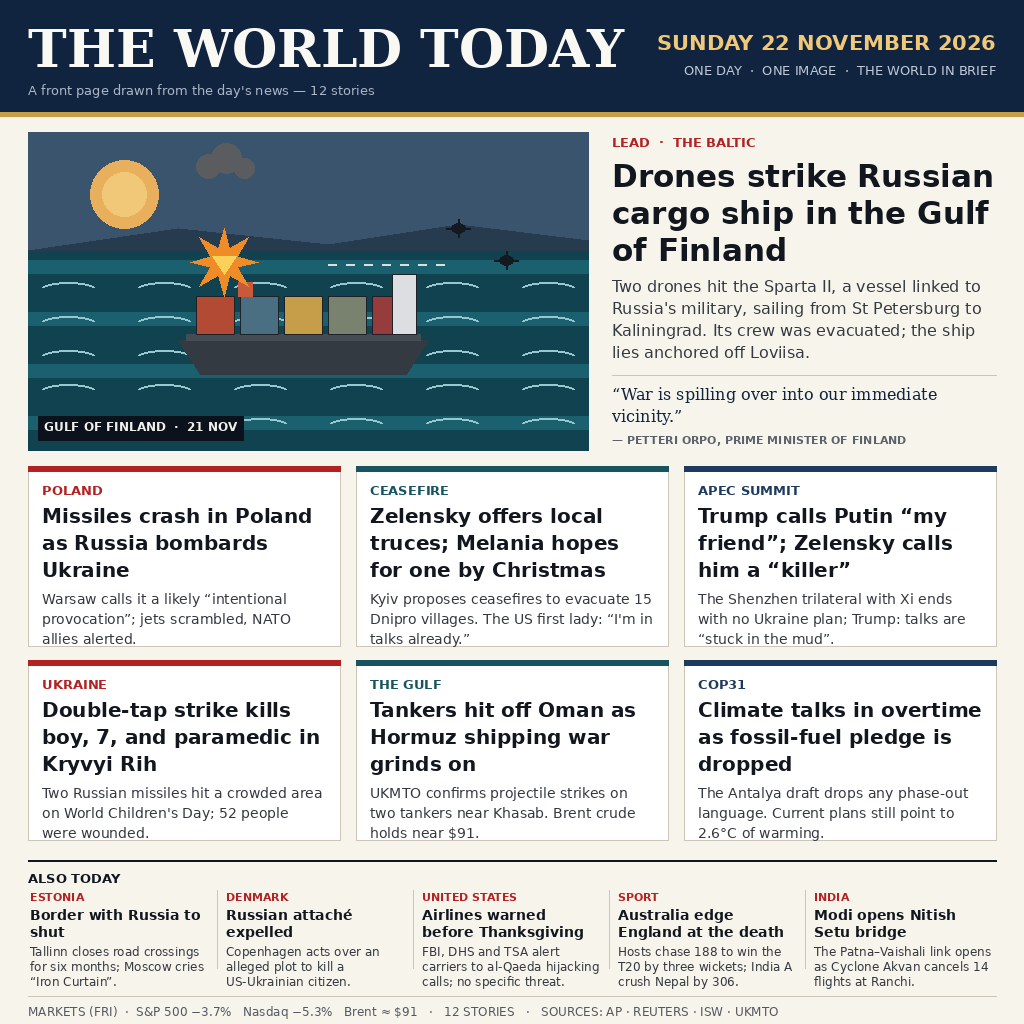 THE WORLD TODAY
SUNDAY 22 NOVEMBER 2026
ONE DAY · ONE IMAGE · THE WORLD IN BRIEF
A front page drawn from the day's news — 12 stories
GULF OF FINLAND · 21 NOV
LEAD · THE BALTIC
Drones strike Russian
cargo ship in the Gulf
of Finland
Two drones hit the Sparta II, a vessel linked to
Russia's military, sailing from St Petersburg to
Kaliningrad. Its crew was evacuated; the ship
lies anchored off Loviisa.
“War is spilling over into our immediate
vicinity.”
— PETTERI ORPO, PRIME MINISTER OF FINLAND
POLAND
Missiles crash in Poland
as Russia bombards
Ukraine
Warsaw calls it a likely “intentional
provocation”; jets scrambled, NATO
allies alerted.
CEASEFIRE
Zelensky offers local
truces; Melania hopes
for one by Christmas
Kyiv proposes ceasefires to evacuate 15
Dnipro villages. The US first lady: “I'm in
talks already.”
APEC SUMMIT
Trump calls Putin “my
friend”; Zelensky calls
him a “killer”
The Shenzhen trilateral with Xi ends
with no Ukraine plan; Trump: talks are
“stuck in the mud”.
UKRAINE
Double-tap strike kills
boy, 7, and paramedic in
Kryvyi Rih
Two Russian missiles hit a crowded area
on World Children's Day; 52 people
were wounded.
THE GULF
Tankers hit off Oman as
Hormuz shipping war
grinds on
UKMTO confirms projectile strikes on
two tankers near Khasab. Brent crude
holds near $91.
COP31
Climate talks in overtime
as fossil-fuel pledge is
dropped
The Antalya draft drops any phase-out
language. Current plans still point to
2.6°C of warming.
ALSO TODAY
ESTONIA
Border with Russia to
shut
Tallinn closes road crossings
for six months; Moscow cries
“Iron Curtain”.
DENMARK
Russian attaché
expelled
Copenhagen acts over an
alleged plot to kill a
US-Ukrainian citizen.
UNITED STATES
Airlines warned
before Thanksgiving
FBI, DHS and TSA alert
carriers to al-Qaeda hijacking
calls; no specific threat.
SPORT
Australia edge
England at the death
Hosts chase 188 to win the
T20 by three wickets; India A
crush Nepal by 306.
INDIA
Modi opens Nitish
Setu bridge
The Patna–Vaishali link opens
as Cyclone Akvan cancels 14
flights at Ranchi.
MARKETS (FRI) · S&P 500 −3.7% Nasdaq −5.3% Brent ≈ $91 · 12 STORIES · SOURCES: AP · REUTERS · ISW · UKMTO